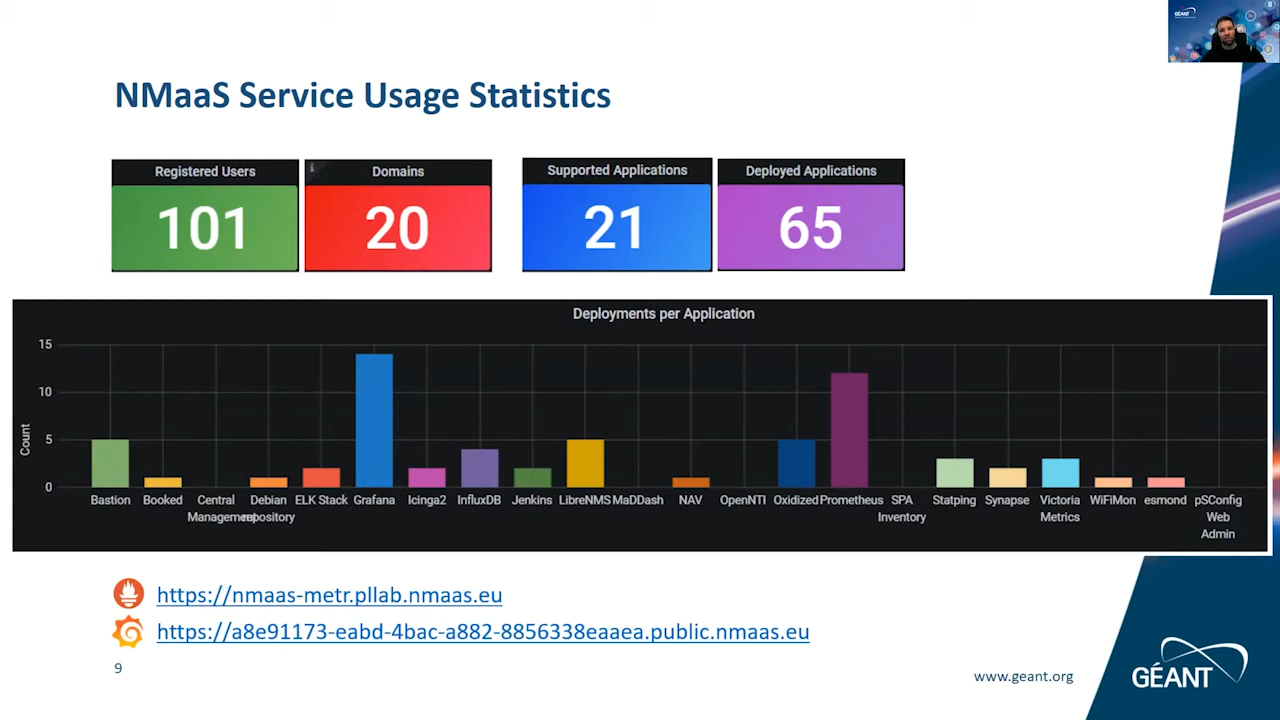 GÉANT
NMaaS Service Usage Statistics
Registered Users
Domains
Supported Applications
Deployed Applications
101
20
21
65
Deployments per Application
15
10
5
0
Count
Bastion
Booked
Central
Management
Debian
repository
ELK Stack
Grafana
Icinga2
InfluxDB
Jenkins
LibreNMS
MaDDash
NAV
OpenNTI
Oxidized
Prometheus
SPA
Inventory
Statping
Synapse
Victoria
Metrics
WiFiMon
esmond
pSConfig
Web
Admin
https://nmaas-metr.pllab.nmaas.eu
https://a8e91173-eabd-4bac-a882-8856338eaaea.public.nmaas.eu
9
www.geant.org
GÉANT